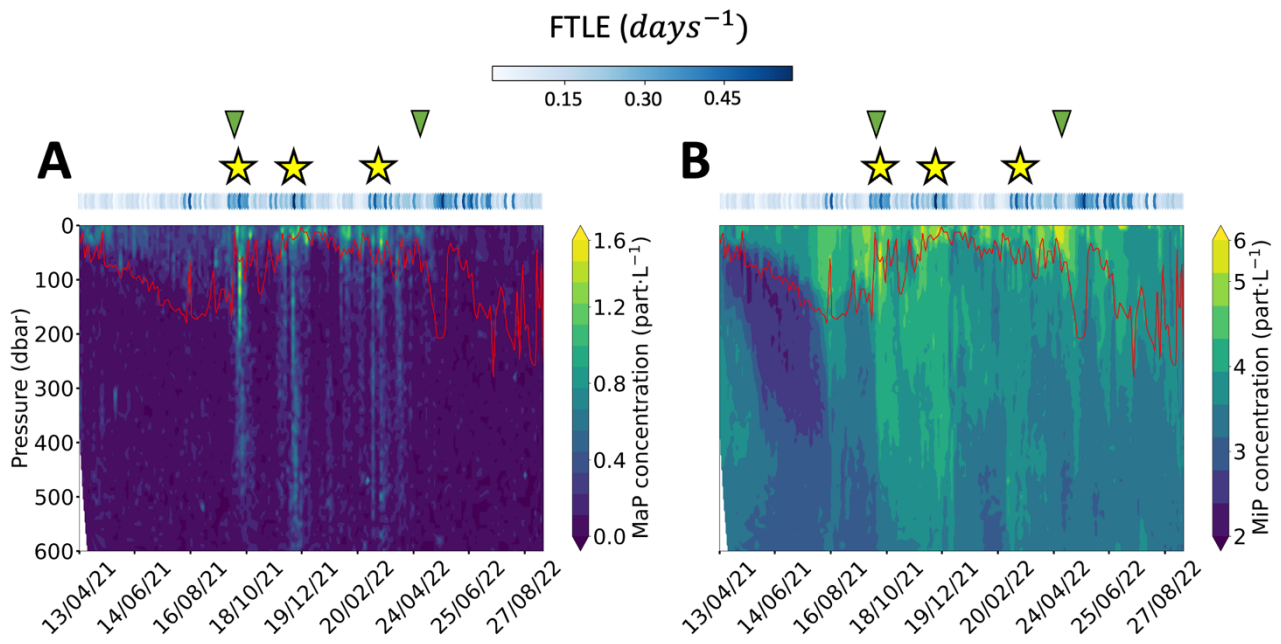 FTLE (days⁻¹)
0.15 0.30 0.45
A
B
0
100
200
300
400
500
600
Pressure (dbar)
13/04/21 14/06/21 16/08/21 18/10/21 19/12/21 20/02/22 24/04/22 25/06/22 27/08/22
1.6
1.2
0.8
0.4
0.0
MaP concentration (part·L⁻¹)
13/04/21 14/06/21 16/08/21 18/10/21 19/12/21 20/02/22 24/04/22 25/06/22 27/08/22
6
5
4
3
2
MiP concentration (part·L⁻¹)